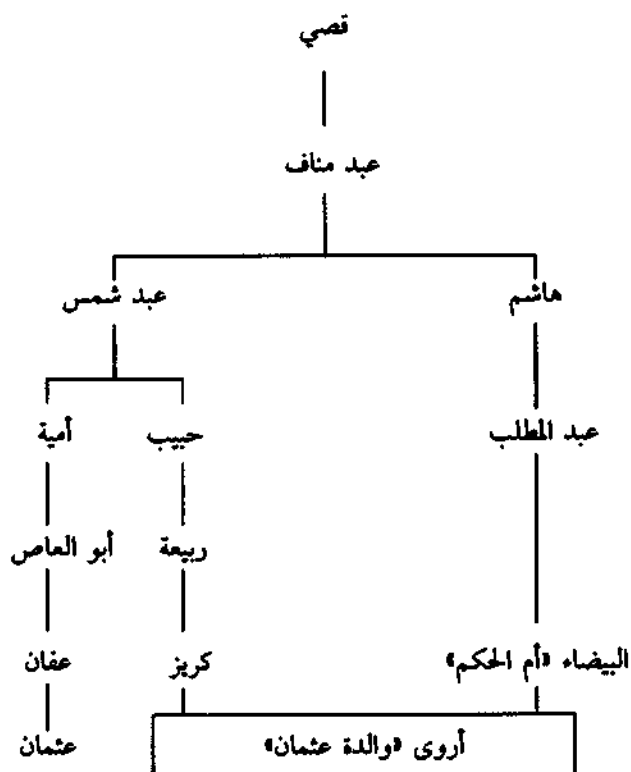 قصي
عبد مناف
هاشم عبد شمس
عبد المطلب حبيب أمية
ربيعة أبو العاص
البيضاء «أم الحكم» كريز عفان
أروى «والدة عثمان» عثمان